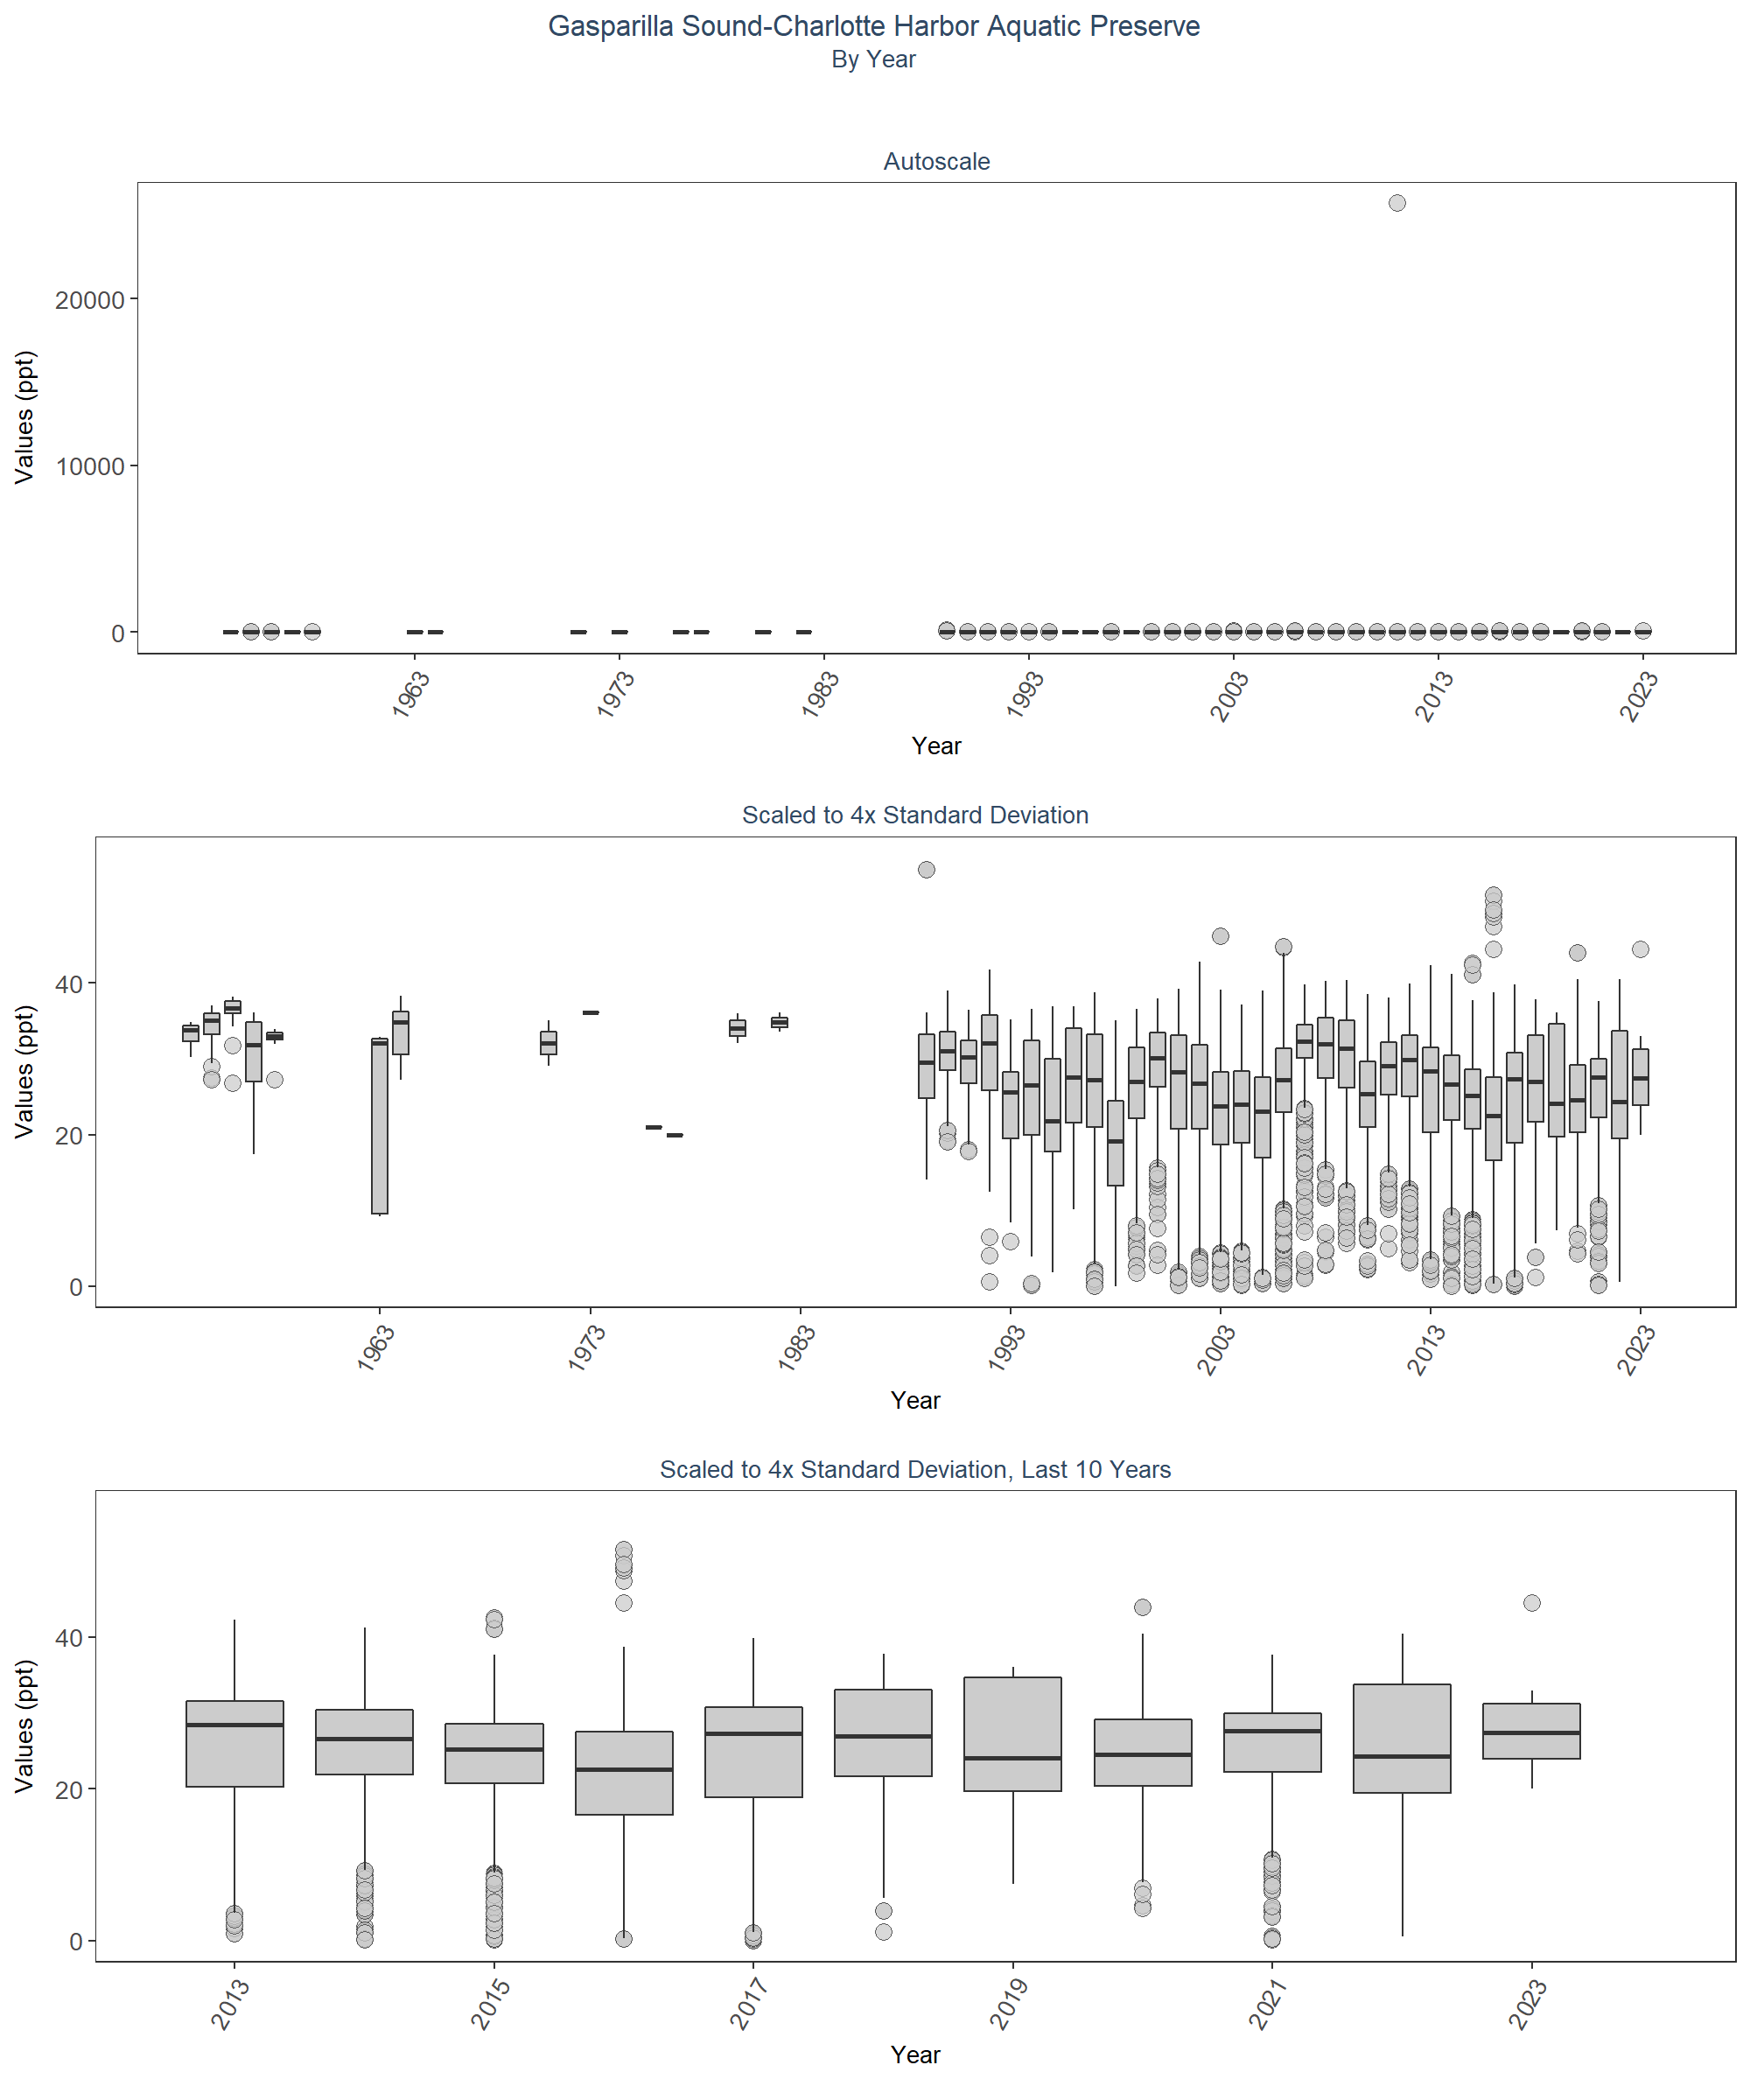 Gasparilla Sound-Charlotte Harbor Aquatic Preserve
By Year
Autoscale
Values (ppt)
20000
10000
0
1963
1973
1983
1993
2003
2013
2023
Year
Scaled to 4x Standard Deviation
Values (ppt)
40
20
0
1963
1973
1983
1993
2003
2013
2023
Year
Scaled to 4x Standard Deviation, Last 10 Years
Values (ppt)
40
20
0
2013
2015
2017
2019
2021
2023
Year